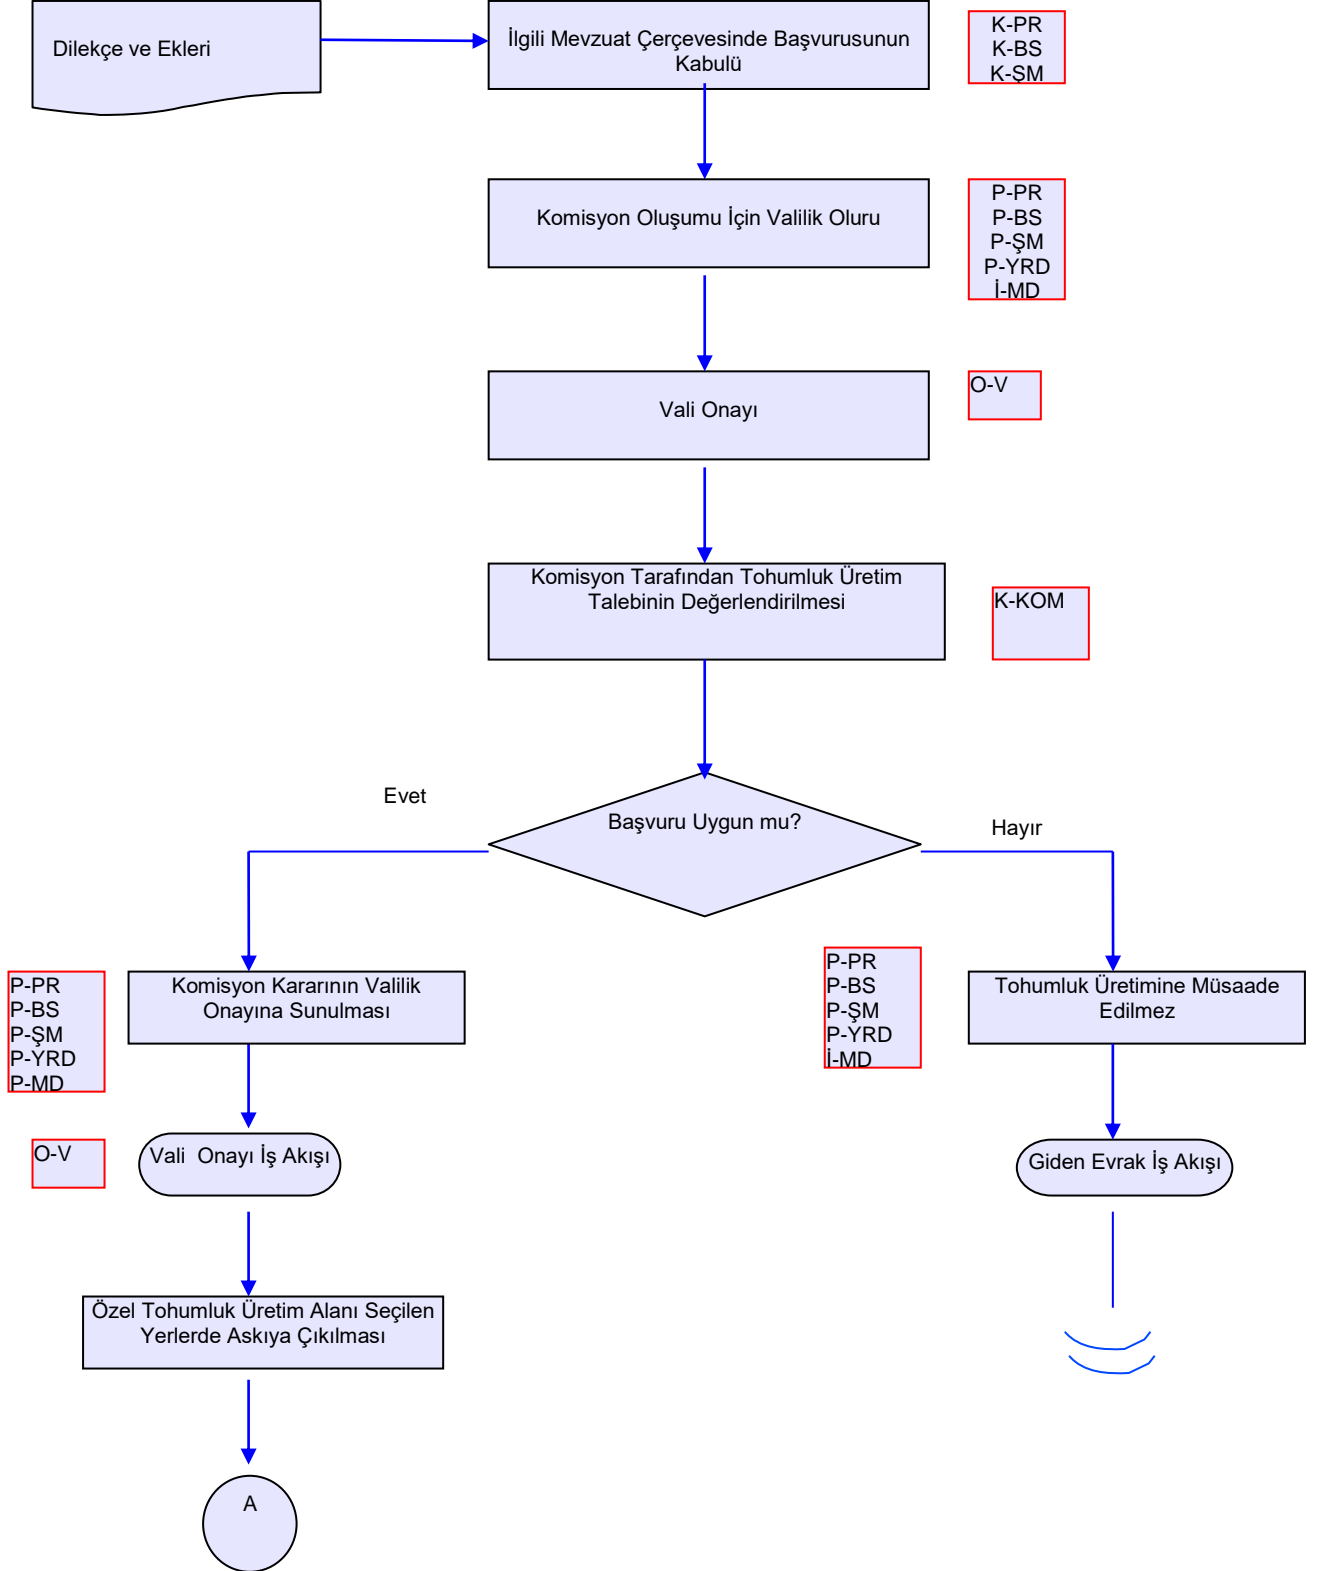 Dilekçe ve Ekleri
İlgili Mevzuat Çerçevesinde Başvurusunun
Kabulü
K-PR
K-BS
K-ŞM
Komisyon Oluşumu İçin Valilik Oluru
P-PR
P-BS
P-ŞM
P-YRD
İ-MD
Vali Onayı
O-V
Komisyon Tarafından Tohumluk Üretim
Talebinin Değerlendirilmesi
K-KOM
Evet
Başvuru Uygun mu?
Hayır
P-PR
P-BS
P-ŞM
P-YRD
P-MD
Komisyon Kararının Valilik
Onayına Sunulması
P-PR
P-BS
P-ŞM
P-YRD
İ-MD
Tohumluk Üretimine Müsaade
Edilmez
O-V
Vali  Onayı İş Akışı
Giden Evrak İş Akışı
Özel Tohumluk Üretim Alanı Seçilen
Yerlerde Askıya Çıkılması
A